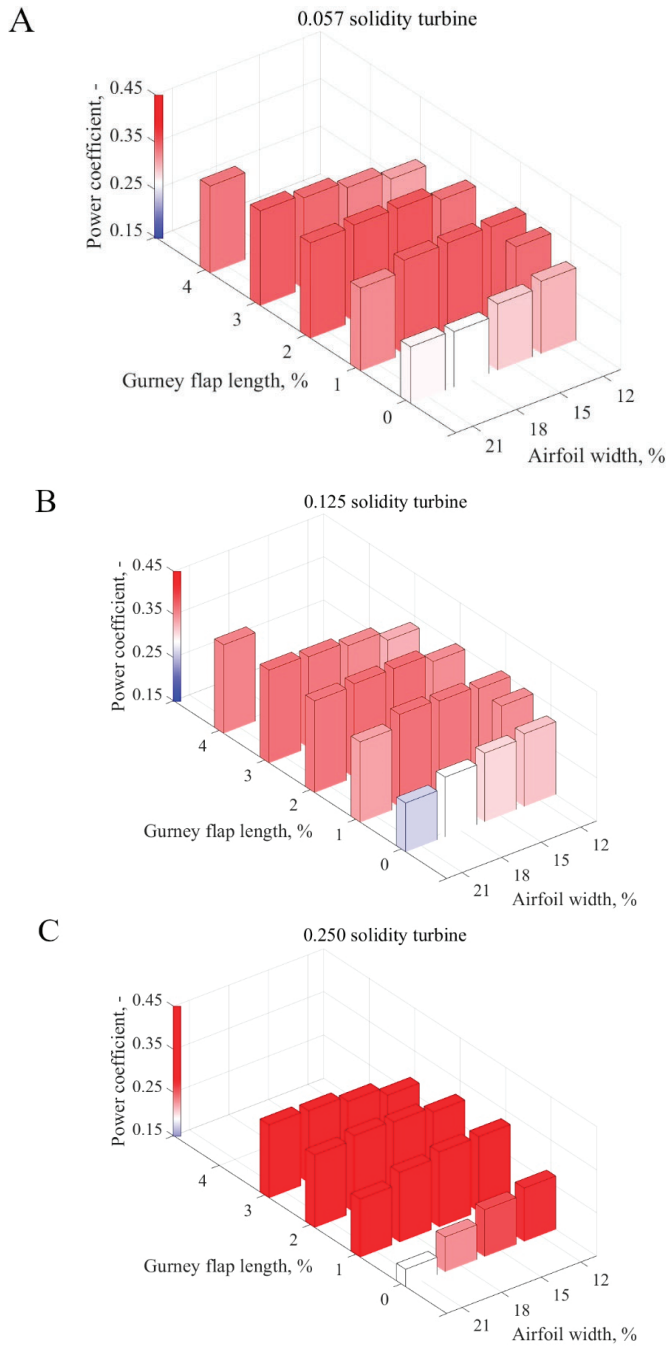 A
0.057 solidity turbine
Power coefficient, -
0.45
0.35
0.25
0.15
4
3
2
1
0
Gurney flap length, %
21
18
15
12
Airfoil width, %
B
0.125 solidity turbine
Power coefficient, -
0.45
0.35
0.25
0.15
4
3
2
1
0
Gurney flap length, %
21
18
15
12
Airfoil width, %
C
0.250 solidity turbine
Power coefficient, -
0.45
0.35
0.25
0.15
4
3
2
1
0
Gurney flap length, %
21
18
15
12
Airfoil width, %